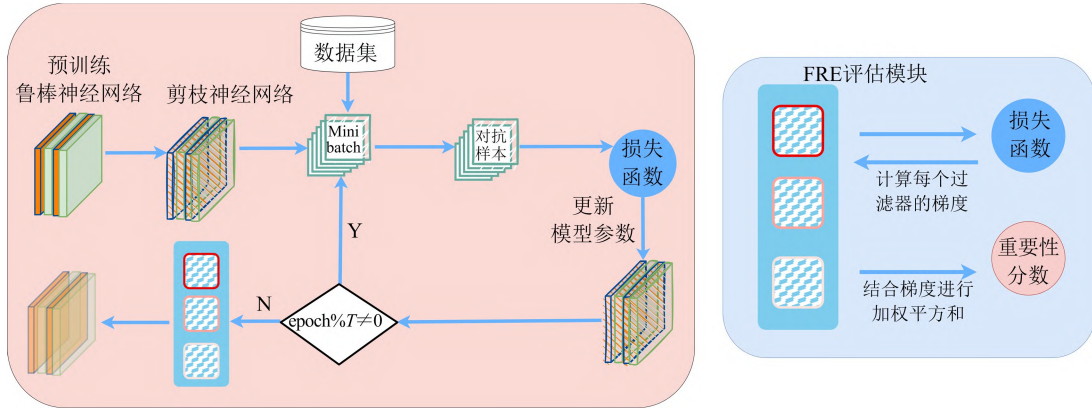 预训练
鲁棒神经网络
剪枝神经网络
数据集
Mini
batch
对抗
样本
损失
函数
更新
模型参数
Y
N
epoch%T≠0
FRE评估模块
损失
函数
计算每个过
滤器的梯度
重要性
分数
结合梯度进行
加权平方和